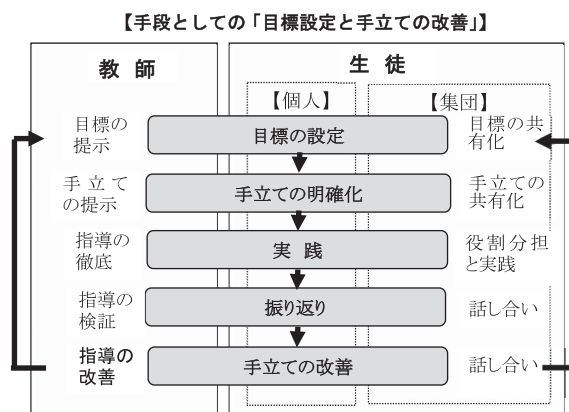 【手段としての「目標設定と手立ての改善」】
教 師
生 徒
【個人】
【集団】
目標の
提示
目標の設定
目標の共
有化
手 立 て
の 提示
手立ての明確化
手立ての
共有化
指導の
徹底
実 践
役割分担
と実践
指導の
検証
振り返り
話し合い
指導の
改善
手立ての改善
話し合い